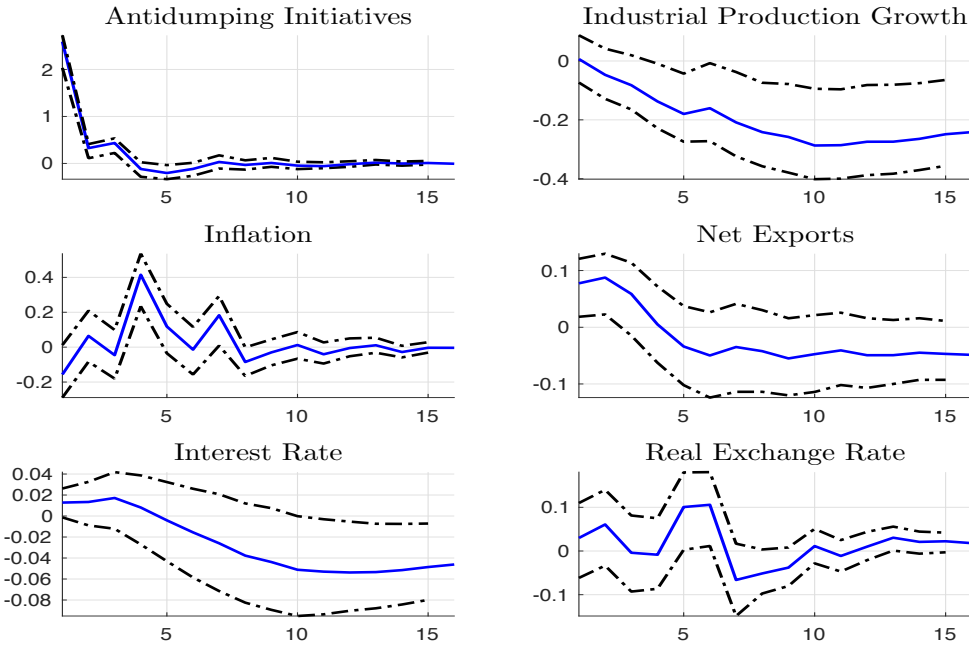 Antidumping Initiatives
2
1
0
5 10 15
Industrial Production Growth
0
-0.2
-0.4
5 10 15
Inflation
0.4
0.2
0
-0.2
5 10 15
Net Exports
0.1
0
-0.1
5 10 15
Interest Rate
0.04
0.02
0
-0.02
-0.04
-0.06
-0.08
5 10 15
Real Exchange Rate
0.1
0
-0.1
5 10 15